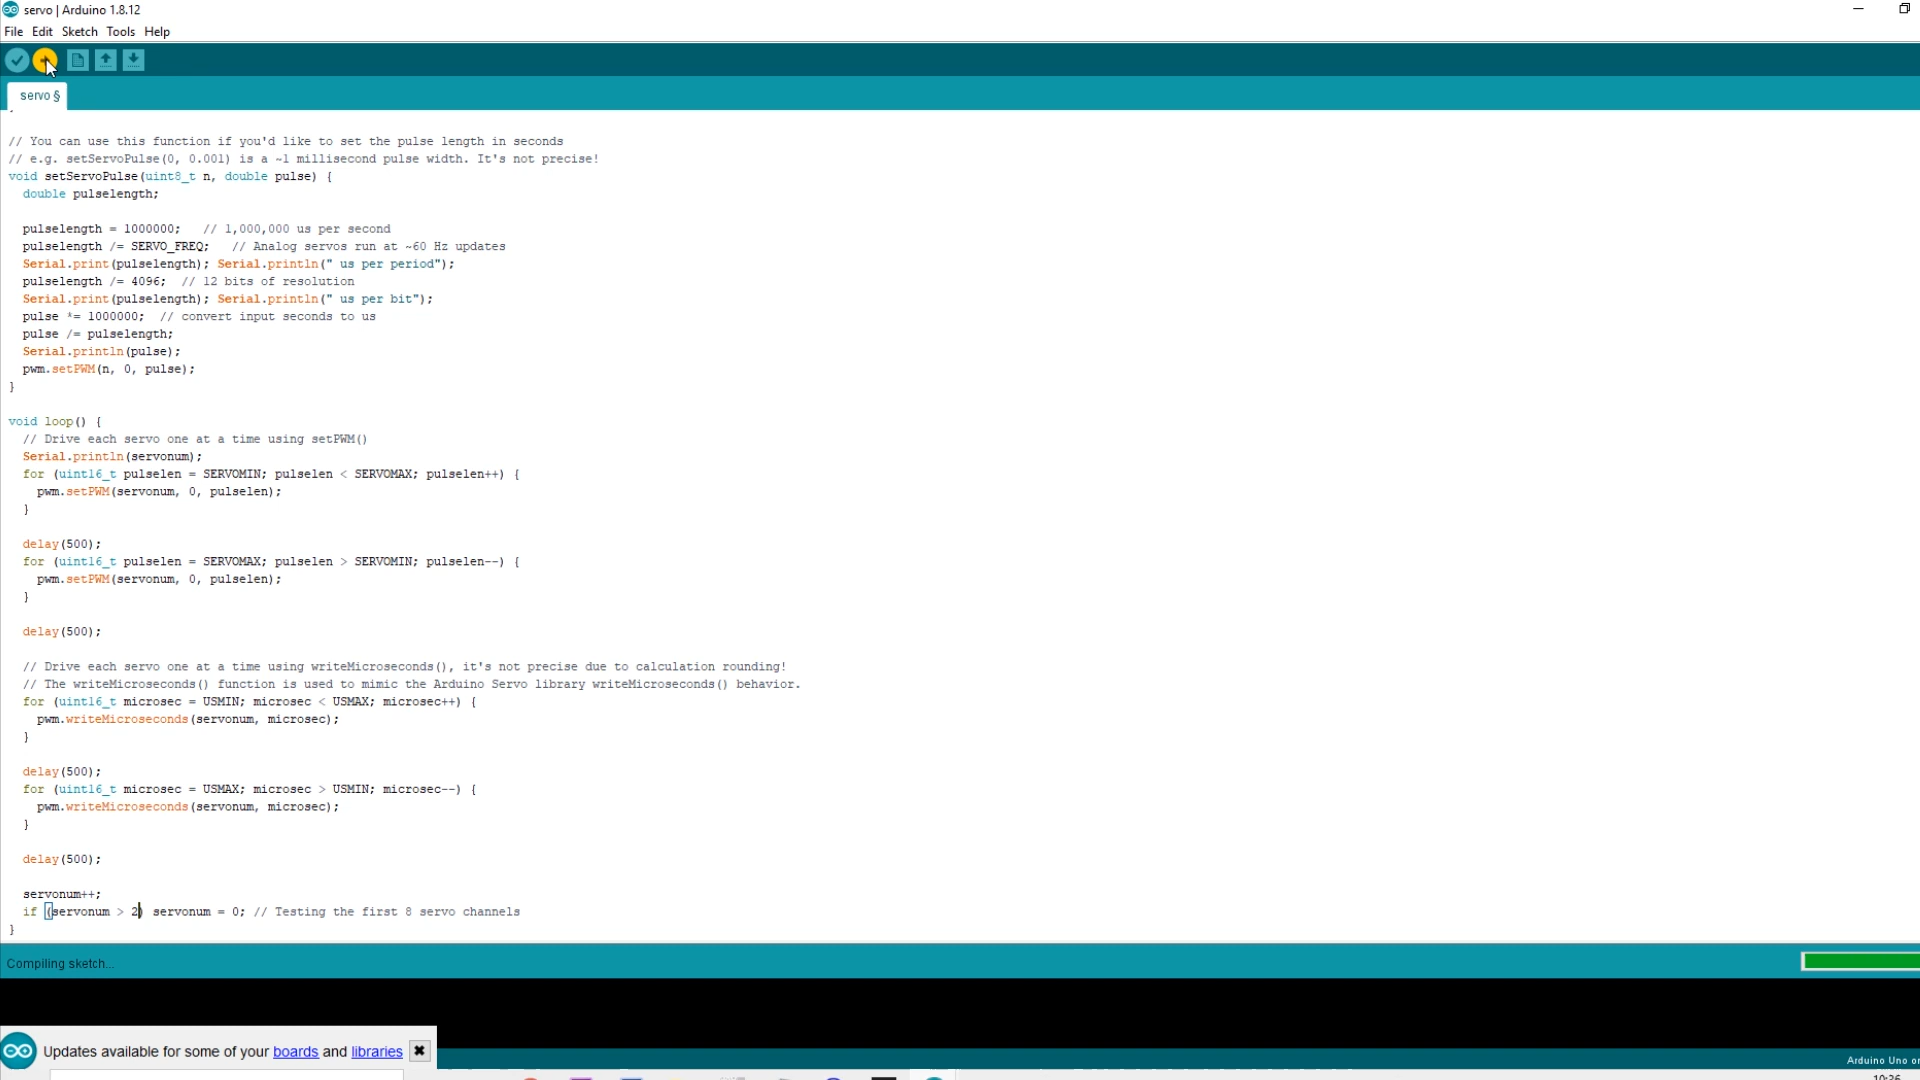 servo | Arduino 1.8.12
File Edit Sketch Tools Help
servo §
// You can use this function if you'd like to set the pulse length in seconds
// e.g. setServoPulse(0, 0.001) is a ~1 millisecond pulse width. It's not precise!
void setServoPulse(uint8_t n, double pulse) {
double pulselength;
pulselength = 1000000; // 1,000,000 us per second
pulselength /= SERVO_FREQ; // Analog servos run at ~60 Hz updates
Serial.print(pulselength); Serial.println(" us per period");
pulselength /= 4096; // 12 bits of resolution
Serial.print(pulselength); Serial.println(" us per bit");
pulse *= 1000000; // convert input seconds to us
pulse /= pulselength;
Serial.println(pulse);
pwm.setPWM(n, 0, pulse);
}
void loop() {
// Drive each servo one at a time using setPWM()
Serial.println(servonum);
for (uint16_t pulselen = SERVOMIN; pulselen < SERVOMAX; pulselen++) {
pwm.setPWM(servonum, 0, pulselen);
}
delay(500);
for (uint16_t pulselen = SERVOMAX; pulselen > SERVOMIN; pulselen--) {
pwm.setPWM(servonum, 0, pulselen);
}
delay(500);
// Drive each servo one at a time using writeMicroseconds(), it's not precise due to calculation rounding!
// The writeMicroseconds() function is used to mimic the Arduino Servo library writeMicroseconds() behavior.
for (uint16_t microsec = USMIN; microsec < USMAX; microsec++) {
pwm.writeMicroseconds(servonum, microsec);
}
delay(500);
for (uint16_t microsec = USMAX; microsec > USMIN; microsec--) {
pwm.writeMicroseconds(servonum, microsec);
}
delay(500);
servonum++;
if (servonum > 2) servonum = 0; // Testing the first 8 servo channels
}
Compiling sketch...
Updates available for some of your boards and libraries
Arduino Uno on
10:36